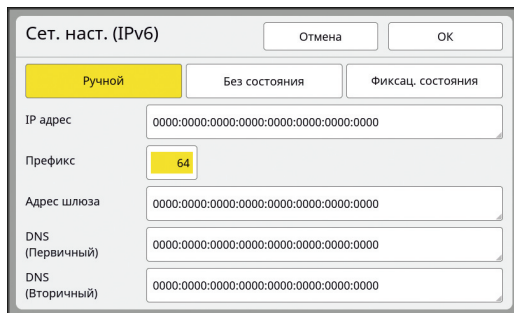 Сет. наст. (IPv6)
Отмена
ОК
Ручной
Без состояния
Фиксац. состояния
IP адрес
0000:0000:0000:0000:0000:0000:0000:0000
Префикс
64
Адрес шлюза
0000:0000:0000:0000:0000:0000:0000:0000
DNS
(Первичный)
0000:0000:0000:0000:0000:0000:0000:0000
DNS
(Вторичный)
0000:0000:0000:0000:0000:0000:0000:0000